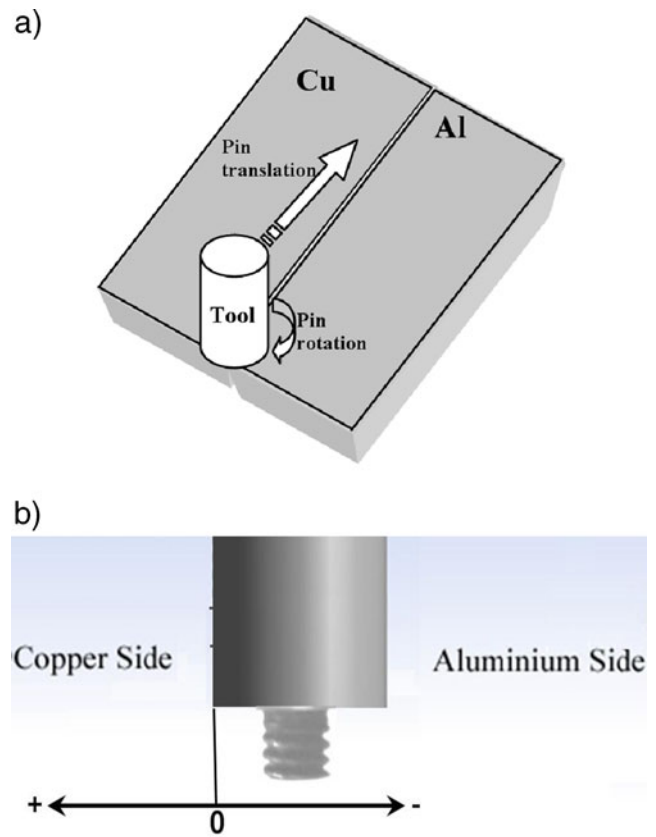 a)
Cu
Al
Pin
translation
Tool
Pin
rotation
b)
Copper Side
Aluminium Side
+
0
-